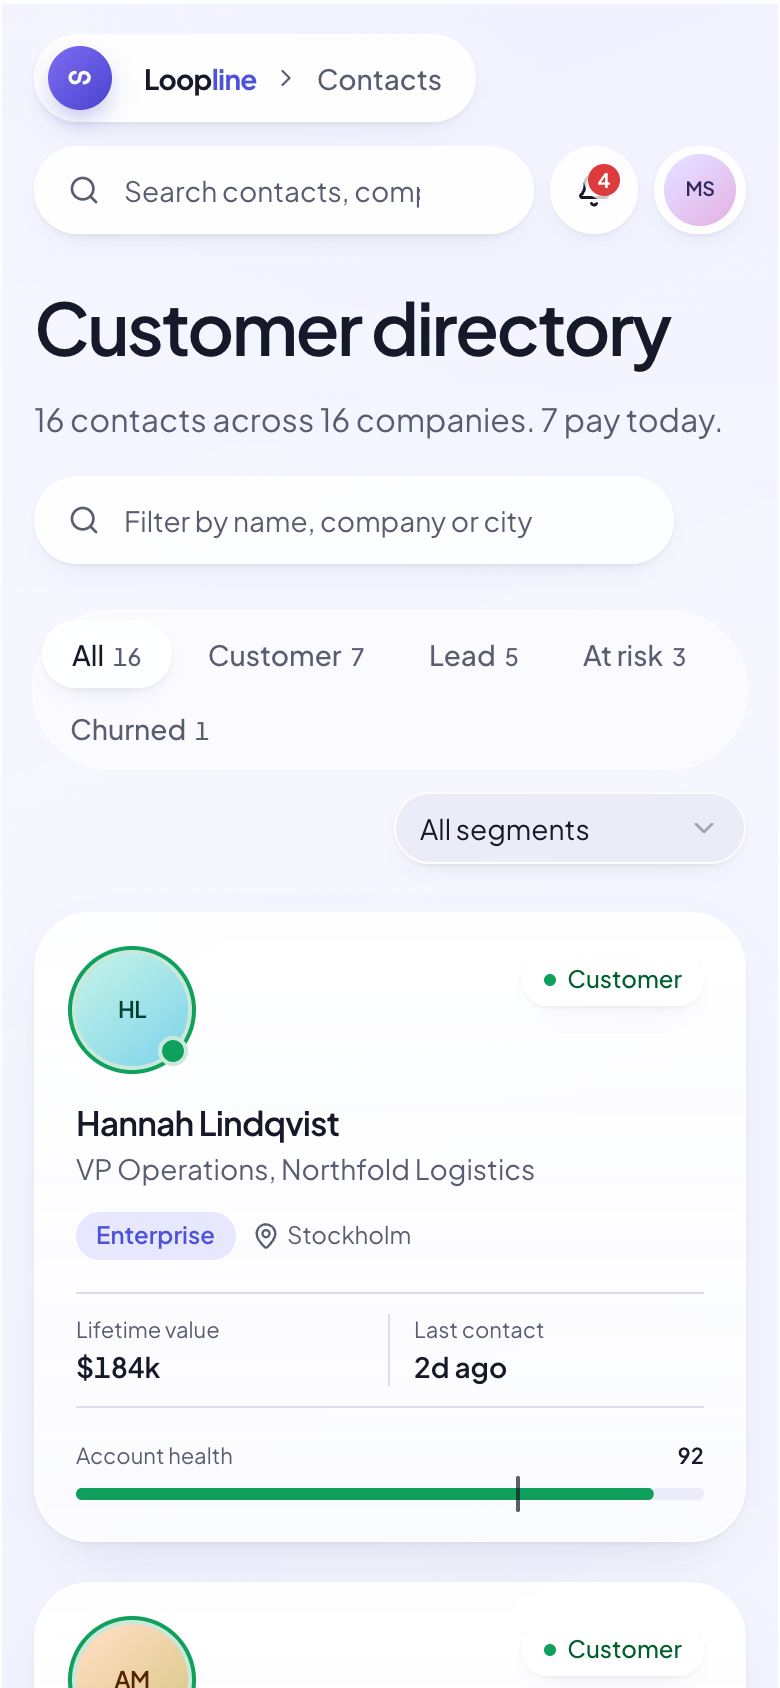 Loopline > Contacts
Search contacts, comp
4
MS
Customer directory
16 contacts across 16 companies. 7 pay today.
Filter by name, company or city
All 16 Customer 7 Lead 5 At risk 3
Churned 1
All segments
HL
Customer
Hannah Lindqvist
VP Operations, Northfold Logistics
Enterprise Stockholm
Lifetime value Last contact
$184k 2d ago
Account health 92
AM
Customer